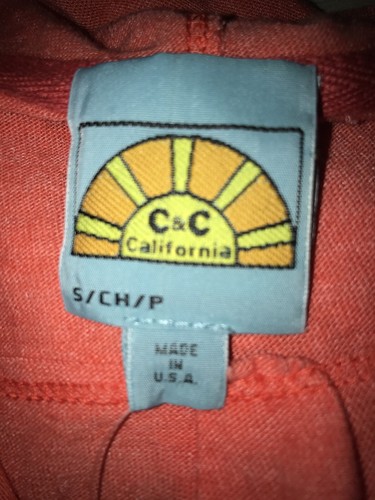 C&C
California
S/CH/P
MADE
IN
U.S.A.